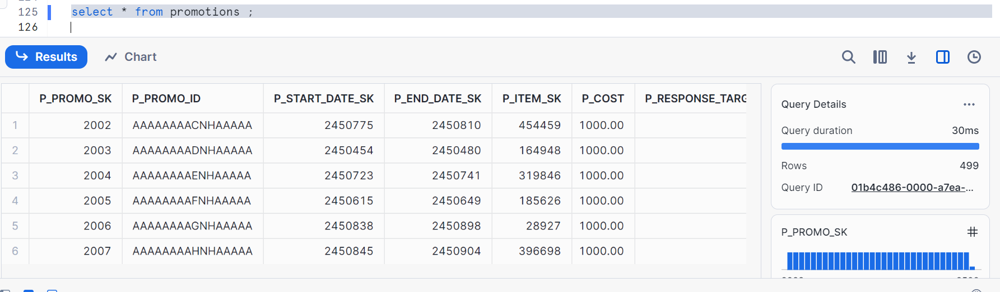 125 select * from promotions ;
126
Results Chart
P_PROMO_SK P_PROMO_ID P_START_DATE_SK P_END_DATE_SK P_ITEM_SK P_COST P_RESPONSE_TARG
1 2002 AAAAAAAACNHAAAAA 2450775 2450810 454459 1000.00
2 2003 AAAAAAAADNHAAAAA 2450454 2450480 164948 1000.00
3 2004 AAAAAAAAENHAAAAA 2450723 2450741 319846 1000.00
4 2005 AAAAAAAAFNHAAAAA 2450615 2450649 185626 1000.00
5 2006 AAAAAAAAGNHAAAAA 2450838 2450898 28927 1000.00
6 2007 AAAAAAAAHNHAAAAA 2450845 2450904 396698 1000.00
Query Details ...
Query duration 30ms
Rows 499
Query ID 01b4c486-0000-a7ea-...
P_PROMO_SK #